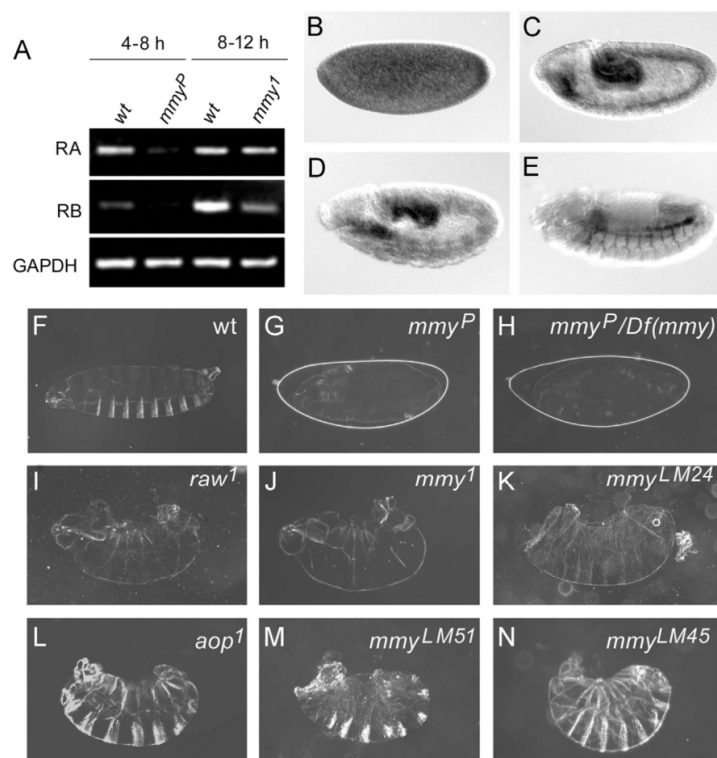 A
4-8 h 8-12 h
wt mmyP wt mmy1
RA
RB
GAPDH
B
C
D
E
F wt
G mmyP
H mmyP/Df(mmy)
I raw1
J mmy1
K mmyLM24
L aop1
M mmyLM51
N mmyLM45